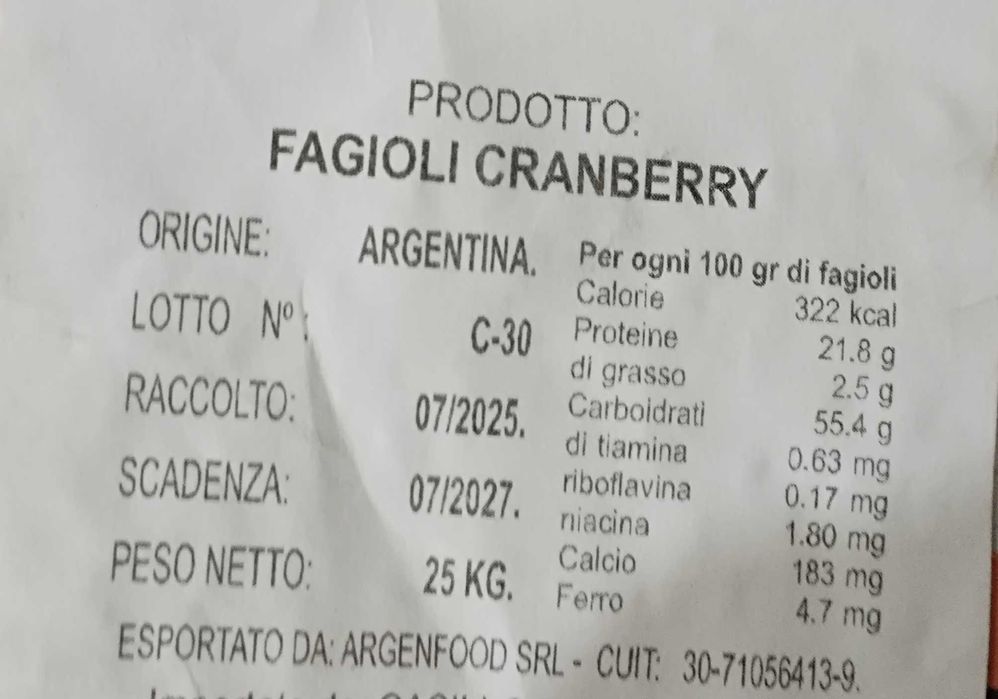 PRODOTTO:
FAGIOLI CRANBERRY
ORIGINE: ARGENTINA.
LOTTO Nº: C-30
RACCOLTO: 07/2025.
SCADENZA: 07/2027.
PESO NETTO: 25 KG.
Per ogni 100 gr di fagioli
Calorie 322 kcal
Proteine 21.8 g
di grasso 2.5 g
Carboidrati 55.4 g
di tiamina 0.63 mg
riboflavina 0.17 mg
niacina 1.80 mg
Calcio 183 mg
Ferro 4.7 mg
ESPORTATO DA: ARGENFOOD SRL - CUIT: 30-71056413-9.